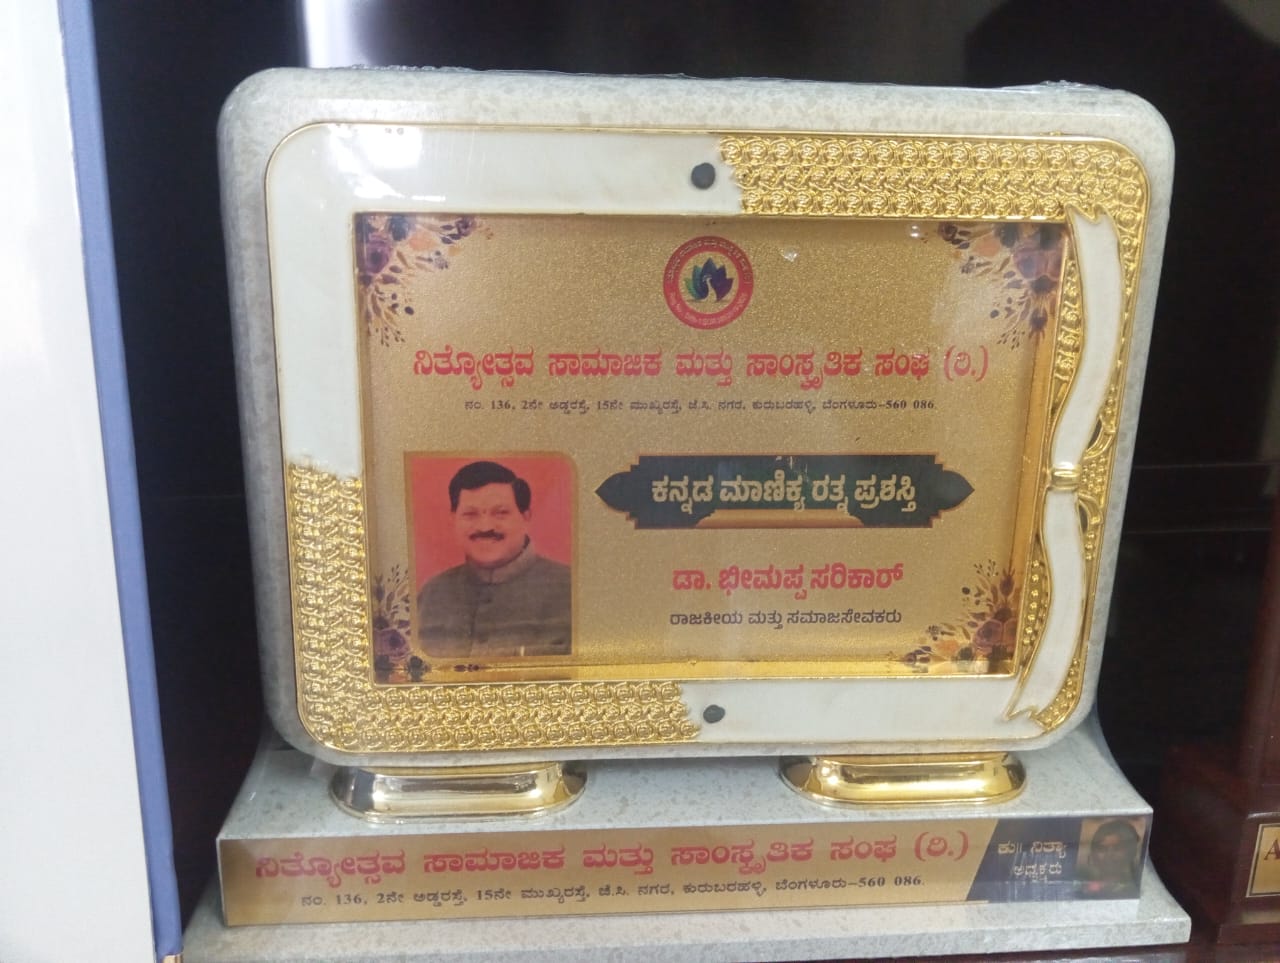 ನಿತ್ಯೋತ್ಸವ ಸಾಮಾಜಿಕ ಮತ್ತು ಸಾಂಸ್ಕೃತಿಕ ಸಂಘ (ರಿ.)
ನಂ. 136, 2ನೇ ಅಡ್ಡರಸ್ತೆ, 15ನೇ ಮುಖ್ಯರಸ್ತೆ, ಜೆ.ಸಿ. ನಗರ, ಕುರುಬರಹಳ್ಳಿ, ಬೆಂಗಳೂರು-560 086.
ಕನ್ನಡ ಮಾಣಿಕ್ಯ ರತ್ನ ಪ್ರಶಸ್ತಿ
ಡಾ. ಭೀಮಪ್ಪ ಸರಿಕಾರ್
ರಾಜಕೀಯ ಮತ್ತು ಸಮಾಜಸೇವಕರು
ನಿತ್ಯೋತ್ಸವ ಸಾಮಾಜಿಕ ಮತ್ತು ಸಾಂಸ್ಕೃತಿಕ ಸಂಘ (ರಿ.)
ನಂ. 136, 2ನೇ ಅಡ್ಡರಸ್ತೆ, 15ನೇ ಮುಖ್ಯರಸ್ತೆ, ಜೆ.ಸಿ. ನಗರ, ಕುರುಬರಹಳ್ಳಿ, ಬೆಂಗಳೂರು-560 086.
ಕು|| ನಿತ್ಯಾ
ಅಧ್ಯಕ್ಷರು